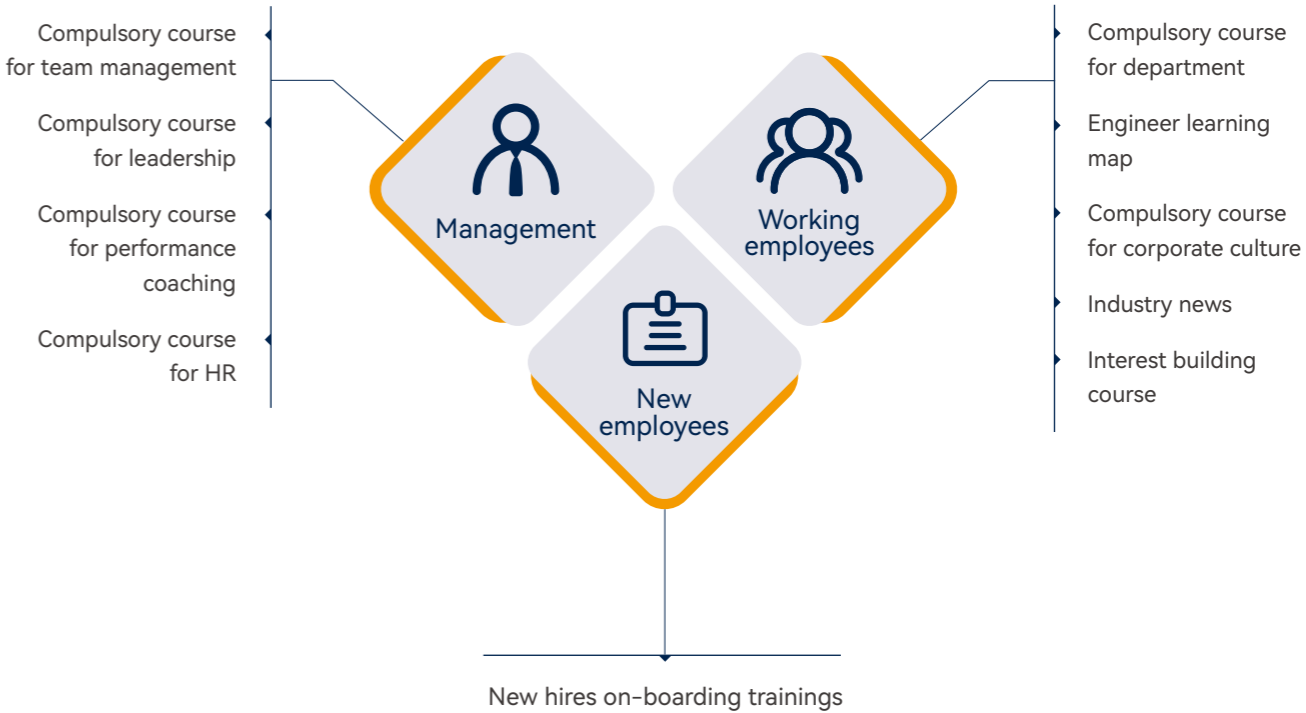 Compulsory course
for team management
Compulsory course
for leadership
Compulsory course
for performance
coaching
Compulsory course
for HR
Management
Working
employees
New
employees
Compulsory course
for department
Engineer learning
map
Compulsory course
for corporate culture
Industry news
Interest building
course
New hires on-boarding trainings